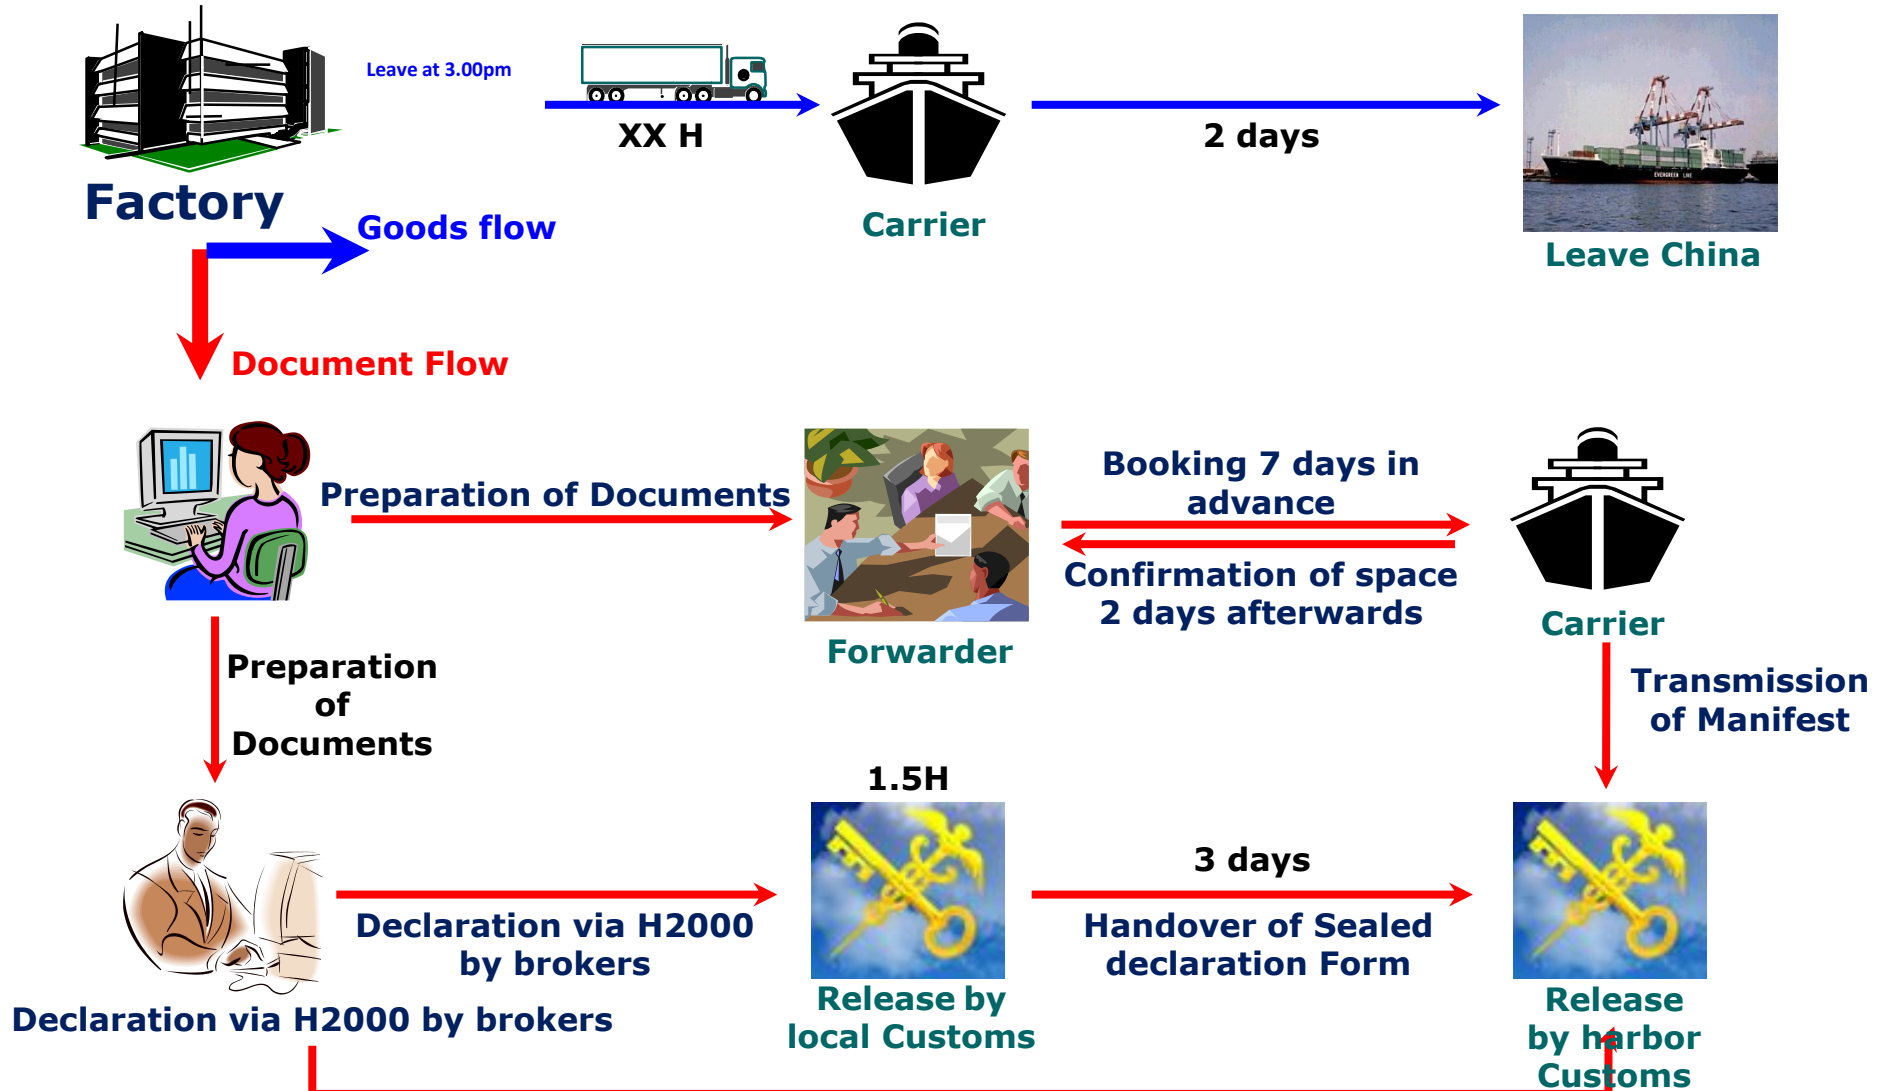 Leave at 3.00pm
XX H
2 days
Factory
Goods flow
Carrier
EVERGREEN LINE
Leave China
Document Flow
Preparation of Documents
Booking 7 days in
advance
Confirmation of space
2 days afterwards
Forwarder
Carrier
Preparation
of
Documents
Transmission
of Manifest
1.5H
3 days
Declaration via H2000
by brokers
Handover of Sealed
declaration Form
Declaration via H2000 by brokers
Release by
local Customs
Release
by harbor
Customs